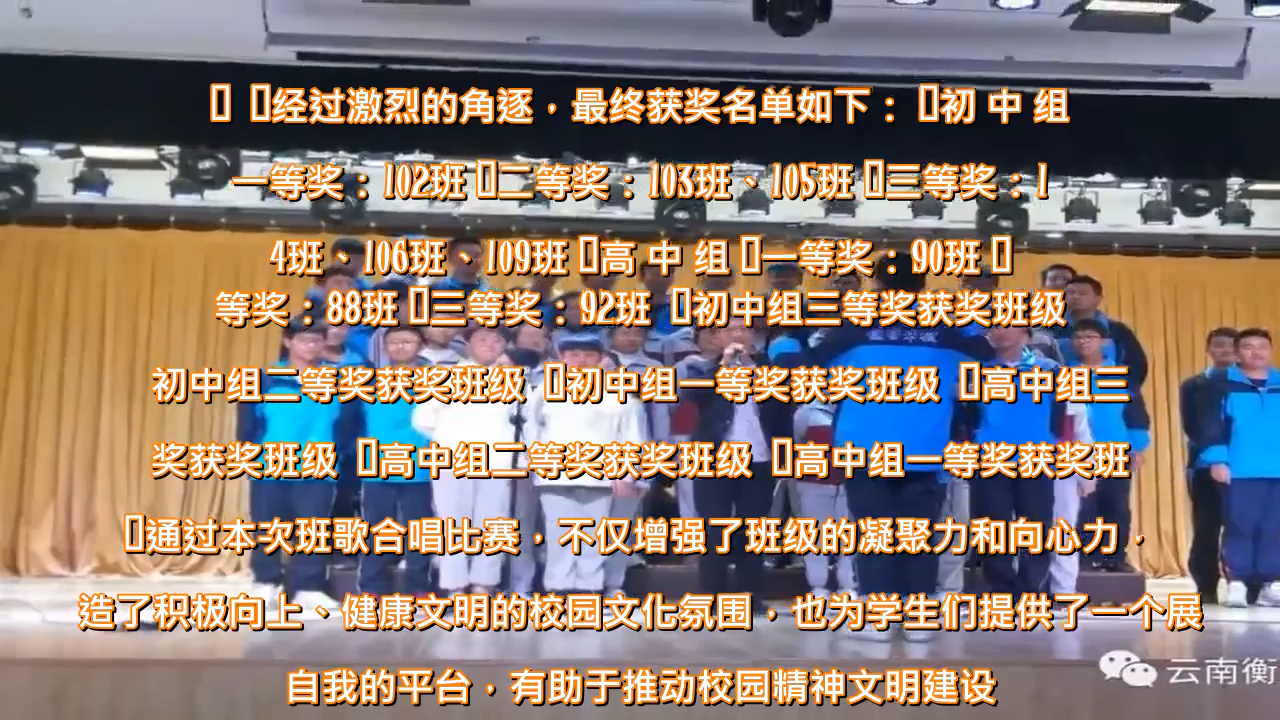 经过激烈的角逐，最终获奖名单如下： 初 中 组
一等奖：102班 二等奖：103班、105班 三等奖：1
4班、106班、109班 高 中 组 一等奖：90班
等奖：88班 三等奖：92班 初中组三等奖获奖班级
初中组二等奖获奖班级 初中组一等奖获奖班级 高中组三
奖获奖班级 高中组二等奖获奖班级 高中组一等奖获奖班
通过本次班歌合唱比赛，不仅增强了班级的凝聚力和向心力，
造了积极向上、健康文明的校园文化氛围，也为学生们提供了一个展
自我的平台，有助于推动校园精神文明建设
云南衡